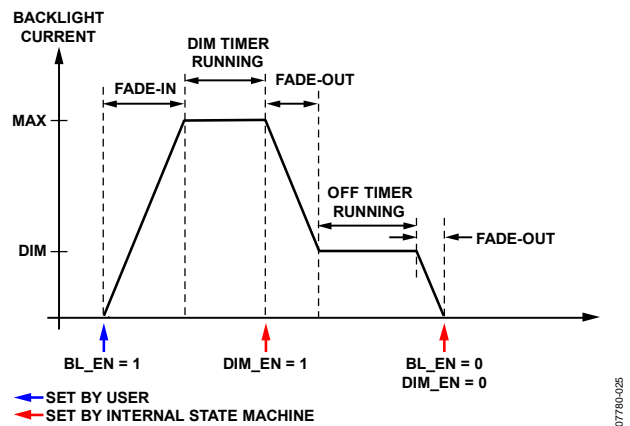 BACKLIGHT
CURRENT
DIM TIMER
RUNNING
FADE-IN
FADE-OUT
MAX
OFF TIMER
RUNNING
FADE-OUT
DIM
BL_EN = 1
DIM_EN = 1
BL_EN = 0
DIM_EN = 0
SET BY USER
SET BY INTERNAL STATE MACHINE
07780-025